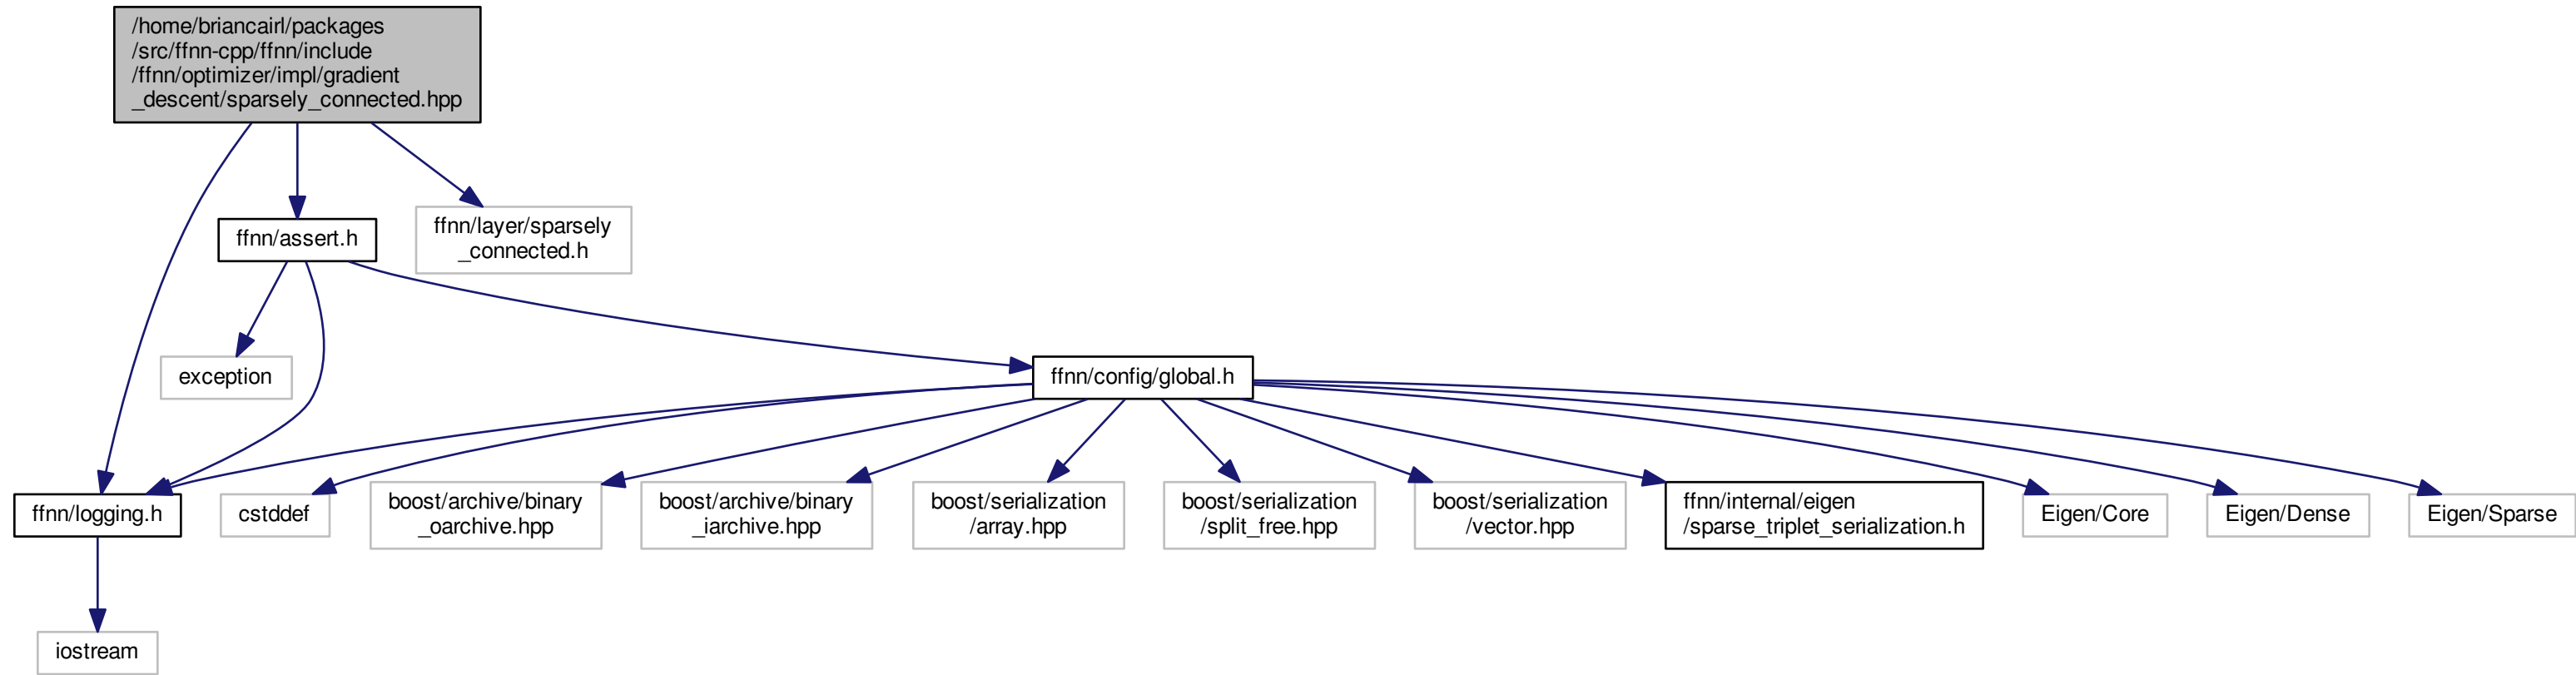 /home/briancairl/packages
/src/ffnn-cpp/ffnn/include
/ffnn/optimizer/impl/gradient
_descent/sparsely_connected.hpp
ffnn/assert.h
ffnn/layer/sparsely
_connected.h
exception
ffnn/config/global.h
ffnn/logging.h
cstddef
boost/archive/binary
_oarchive.hpp
boost/archive/binary
_iarchive.hpp
boost/serialization
/array.hpp
boost/serialization
/split_free.hpp
boost/serialization
/vector.hpp
ffnn/internal/eigen
/sparse_triplet_serialization.h
Eigen/Core
Eigen/Dense
Eigen/Sparse
iostream